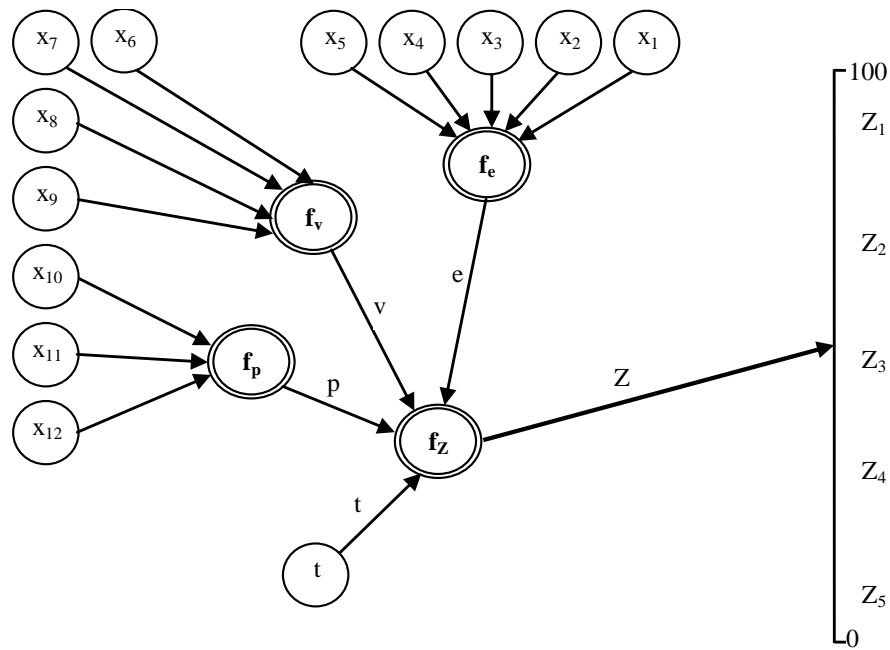 x₇ x₆ x₅ x₄ x₃ x₂ x₁
100
x₈
Z₁
fₑ
x₉
fᵥ
Z₂
x₁₀
e
v
x₁₁
fₚ
Z₃
p
Z
x₁₂
f_Z
Z₄
t
t
Z₅
0